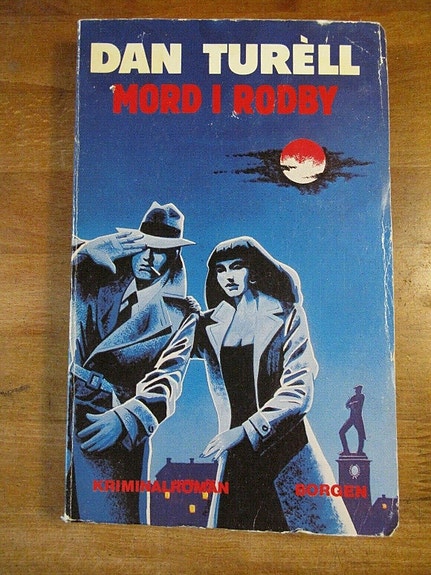 DAN TURÈLL
MORD I RODBY
KRIMINALROMAN BORGEN